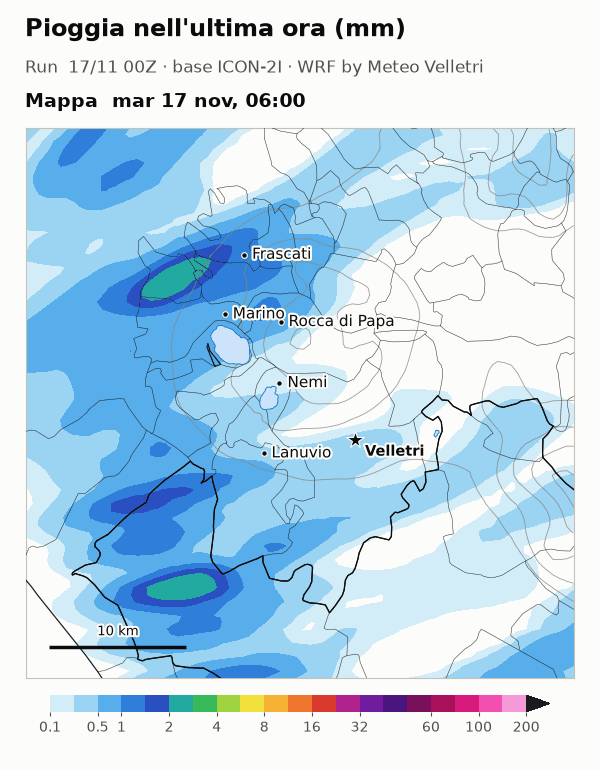 Pioggia nell'ultima ora (mm)
Run  17/11 00Z · base ICON-2I · WRF by Meteo Velletri
Mappa  mar 17 nov, 06:00
Frascati
Marino
Rocca di Papa
Nemi
Velletri
Lanuvio
10 km
0.1 0.5 1 2 4 8 16 32 60 100 200